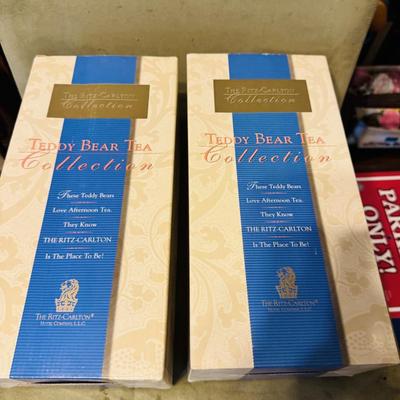 THE RITZ-CARLTON
Collection
TEDDY BEAR TEA
Collection
These Teddy Bears
Love Afternoon Tea.
They Know
THE RITZ-CARLTON
Is The Place To Be!
THE RITZ-CARLTON®
HOTEL COMPANY, L.L.C.
THE RITZ-CARLTON
Collection
TEDDY BEAR TEA
Collection
These Teddy Bears
Love Afternoon Tea.
They Know
THE RITZ-CARLTON
Is The Place To Be!
THE RITZ-CARLTON®
HOTEL COMPANY, L.L.C.
ONLY!